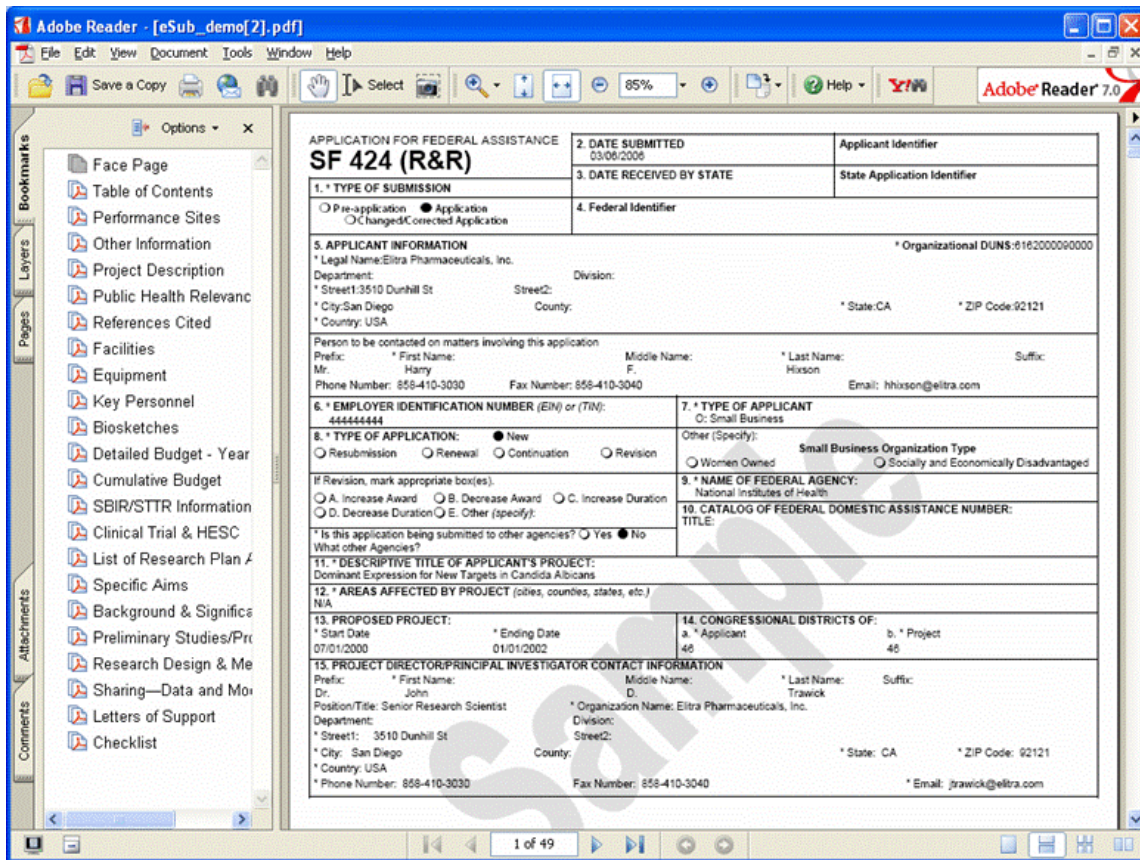 Adobe Reader - [eSub_demo[2].pdf]
File Edit View Document Tools Window Help
Save a Copy Select 85% Help Y! Adobe Reader 7.0
Bookmarks
Layers
Pages
Attachments
Comments
Options
Face Page
Table of Contents
Performance Sites
Other Information
Project Description
Public Health Relevanc
References Cited
Facilities
Equipment
Key Personnel
Biosketches
Detailed Budget - Year
Cumulative Budget
SBIR/STTR Information
Clinical Trial & HESC
List of Research Plan A
Specific Aims
Background & Significa
Preliminary Studies/Pro
Research Design & Me
Sharing—Data and Mo
Letters of Support
Checklist
APPLICATION FOR FEDERAL ASSISTANCE
SF 424 (R&R)
2. DATE SUBMITTED
03/06/2006
Applicant Identifier
3. DATE RECEIVED BY STATE
State Application Identifier
1. * TYPE OF SUBMISSION
Pre-application Application
Changed/Corrected Application
4. Federal Identifier
5. APPLICANT INFORMATION * Organizational DUNS:6162000090000
* Legal Name:Elitra Pharmaceuticals, Inc.
Department: Division:
* Street1:3510 Dunhill St Street2:
* City:San Diego County: * State:CA * ZIP Code:92121
* Country: USA
Person to be contacted on matters involving this application
Prefix: * First Name: Middle Name: * Last Name: Suffix:
Mr. Harry F. Hixson
Phone Number: 858-410-3030 Fax Number: 858-410-3040 Email: hhixson@elitra.com
6. * EMPLOYER IDENTIFICATION NUMBER (EIN) or (TIN):
444444444
7. * TYPE OF APPLICANT
O: Small Business
8. * TYPE OF APPLICATION: New
Resubmission Renewal Continuation Revision
Other (Specify):
Small Business Organization Type
Women Owned Socially and Economically Disadvantaged
If Revision, mark appropriate box(es).
A. Increase Award B. Decrease Award C. Increase Duration
D. Decrease Duration E. Other (specify):
9. * NAME OF FEDERAL AGENCY:
National Institutes of Health
10. CATALOG OF FEDERAL DOMESTIC ASSISTANCE NUMBER:
TITLE:
* Is this application being submitted to other agencies? Yes No
What other Agencies?
11. * DESCRIPTIVE TITLE OF APPLICANT'S PROJECT:
Dominant Expression for New Targets in Candida Albicans
12. * AREAS AFFECTED BY PROJECT (cities, counties, states, etc.)
N/A
13. PROPOSED PROJECT:
* Start Date * Ending Date
07/01/2000 01/01/2002
14. CONGRESSIONAL DISTRICTS OF:
a. * Applicant b. * Project
46 46
15. PROJECT DIRECTOR/PRINCIPAL INVESTIGATOR CONTACT INFORMATION
Prefix: * First Name: Middle Name: * Last Name: Suffix:
Dr. John D. Trawick
Position/Title: Senior Research Scientist * Organization Name: Elitra Pharmaceuticals, Inc.
Department: Division:
* Street1: 3510 Dunhill St Street2:
* City: San Diego County: * State: CA * ZIP Code: 92121
* Country: USA
* Phone Number: 858-410-3030 Fax Number: 858-410-3040 * Email: jtrawick@elitra.com
Sample
1 of 49